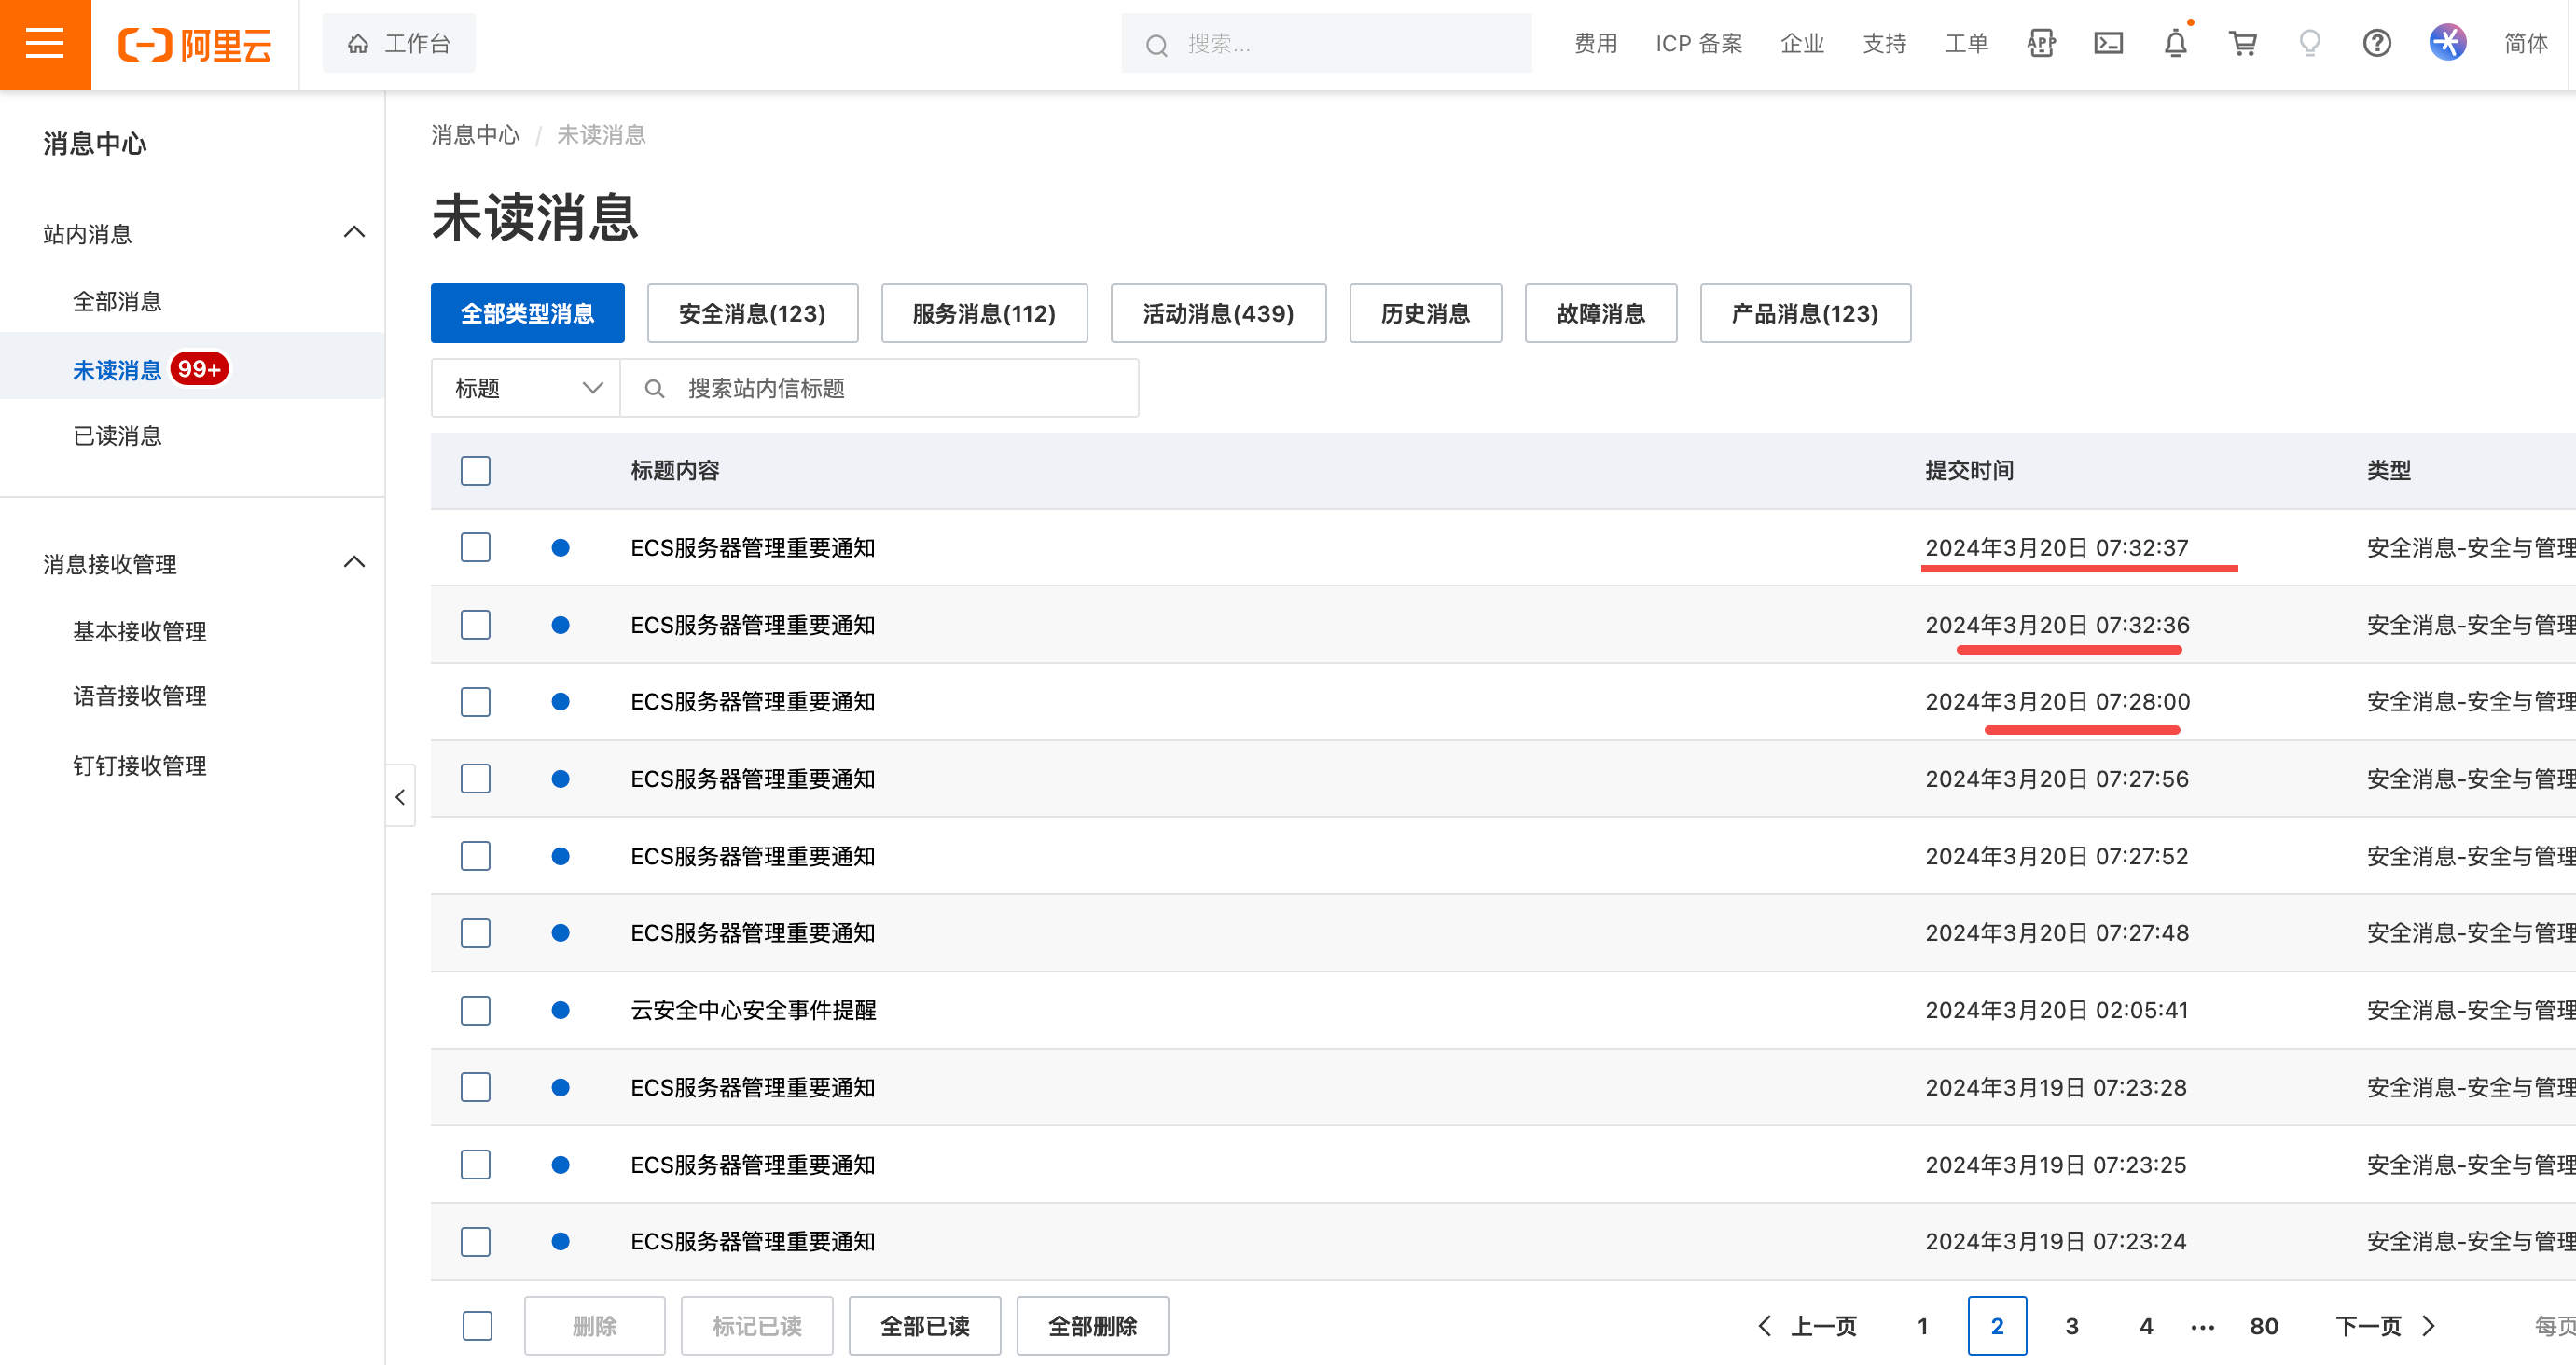 阿里云
工作台
搜索...
费用
ICP 备案
企业
支持
工单
APP
简体
消息中心
站内消息
全部消息
未读消息 99+
已读消息
消息接收管理
基本接收管理
语音接收管理
钉钉接收管理
消息中心 / 未读消息
未读消息
全部类型消息
安全消息(123)
服务消息(112)
活动消息(439)
历史消息
故障消息
产品消息(123)
标题
搜索站内信标题
标题内容 提交时间 类型
ECS服务器管理重要通知 2024年3月20日 07:32:37 安全消息-安全与管理
ECS服务器管理重要通知 2024年3月20日 07:32:36 安全消息-安全与管理
ECS服务器管理重要通知 2024年3月20日 07:28:00 安全消息-安全与管理
ECS服务器管理重要通知 2024年3月20日 07:27:56 安全消息-安全与管理
ECS服务器管理重要通知 2024年3月20日 07:27:52 安全消息-安全与管理
ECS服务器管理重要通知 2024年3月20日 07:27:48 安全消息-安全与管理
云安全中心安全事件提醒 2024年3月20日 02:05:41 安全消息-安全与管理
ECS服务器管理重要通知 2024年3月19日 07:23:28 安全消息-安全与管理
ECS服务器管理重要通知 2024年3月19日 07:23:25 安全消息-安全与管理
ECS服务器管理重要通知 2024年3月19日 07:23:24 安全消息-安全与管理
删除 标记已读 全部已读 全部删除 上一页 1 2 3 4 ... 80 下一页 每页